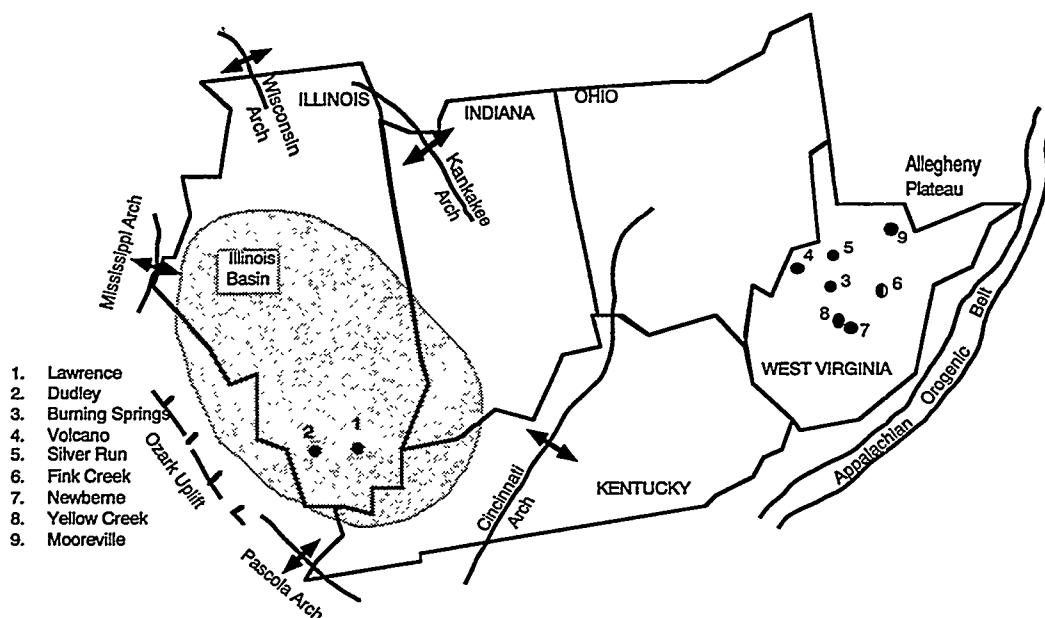 Wisconsin
Arch
ILLINOIS
INDIANA
OHIO
Kankakee
Arch
Allegheny
Plateau
Mississippi Arch
Illinois
Basin
9
5
4
3
6
8
7
WEST VIRGINIA
Appalachian Orogenic Belt
1. Lawrence
2. Dudley
3. Burning Springs
4. Volcano
5. Silver Run
6. Fink Creek
7. Newberne
8. Yellow Creek
9. Mooreville
1
2
Ozark Uplift
Cincinnati
Arch
KENTUCKY
Pascola Arch